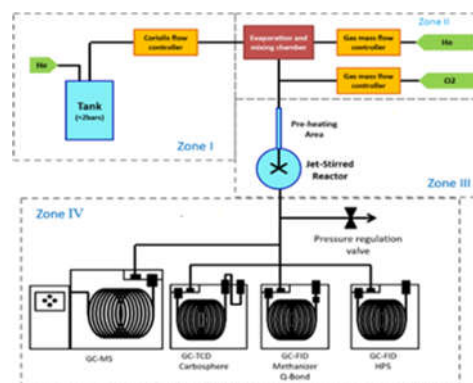 Coriolis flow
controller
He
Tank
(<2bars)
Zone I
Evaporation and
mixing chamber
Gas mass flow
controller
He
Zone II
Gas mass flow
controller
O2
Pre-heating
Area
Jet-Stirred
Reactor
Zone III
Zone IV
Pressure regulation
valve
GC-MS
GC-TCD
Carbosphere
GC-FID
Methanizer
Q-Bond
GC-FID
HP5